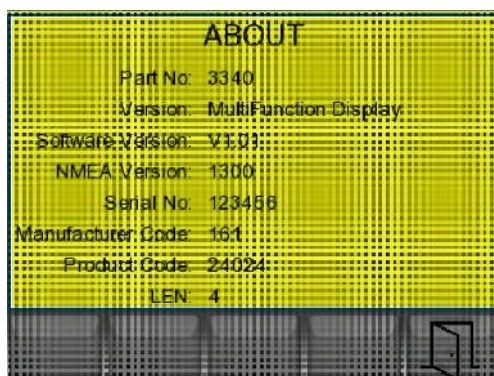 ABOUT
Part No: 3340
Version: MultiFunction Display
Software Version: V1.01
NMEA Version: 1300
Serial No: 123456
Manufacturer Code: 161
Product Code: 24024
LEN: 4